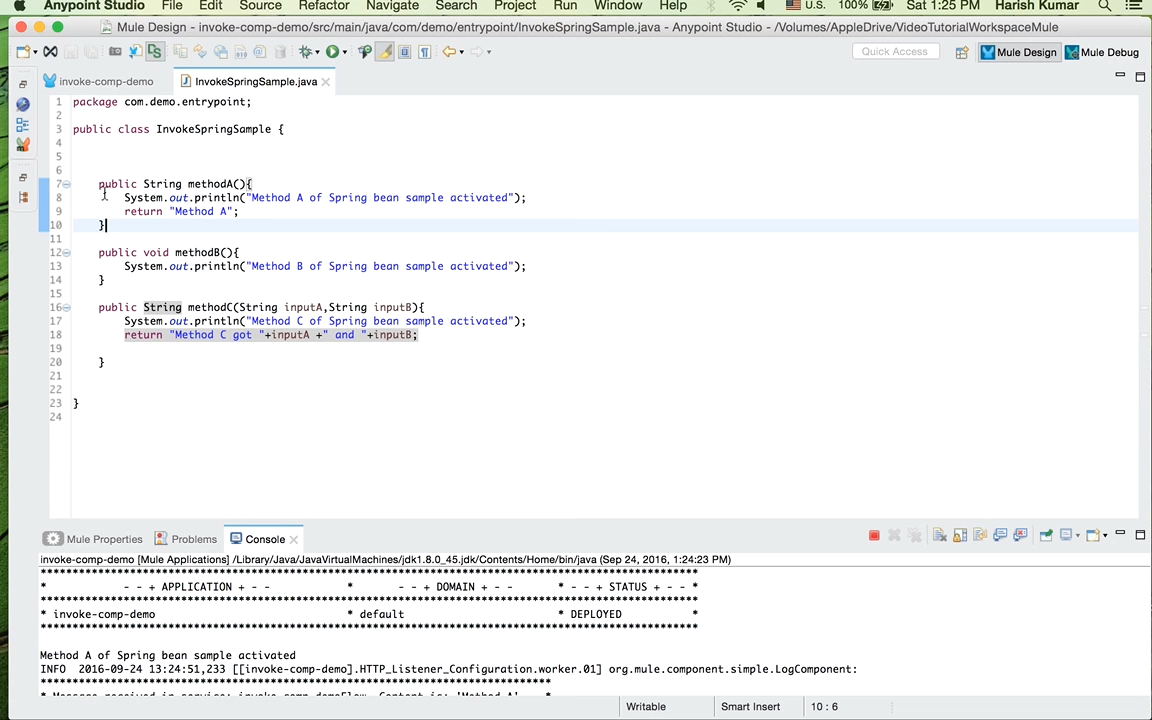 Anypoint Studio File Edit Source Refactor Navigate Search Project Run Window Help U.S. 100% Sat 1:25 PM Harish Kumar
Mule Design - invoke-comp-demo/src/main/java/com/demo/entrypoint/InvokeSpringSample.java - Anypoint Studio - /Volumes/AppleDrive/VideoTutorialWorkspaceMule
Quick Access Mule Design Mule Debug
invoke-comp-demo InvokeSpringSample.java
1 package com.demo.entrypoint;
2
3 public class InvokeSpringSample {
4
5
6
7 public String methodA(){
8 System.out.println("Method A of Spring bean sample activated");
9 return "Method A";
10 }
11
12 public void methodB(){
13 System.out.println("Method B of Spring bean sample activated");
14 }
15
16 public String methodC(String inputA,String inputB){
17 System.out.println("Method C of Spring bean sample activated");
18 return "Method C got "+inputA +" and "+inputB;
19
20 }
21
22
23 }
24
Mule Properties Problems Console
invoke-comp-demo [Mule Applications] /Library/Java/JavaVirtualMachines/jdk1.8.0_45.jdk/Contents/Home/bin/java (Sep 24, 2016, 1:24:23 PM)
*******************************************************************************************************
* - - + APPLICATION + - - * - - + DOMAIN + - - * - - + STATUS + - - *
*******************************************************************************************************
* invoke-comp-demo * default * DEPLOYED *
*******************************************************************************************************
Method A of Spring bean sample activated
INFO 2016-09-24 13:24:51,233 [[invoke-comp-demo].HTTP_Listener_Configuration.worker.01] org.mule.component.simple.LogComponent:
********************************************************************************
* Message received in service: invoke-comp-demoFlow. Content is: 'Method A' *
Writable Smart Insert 10 : 6